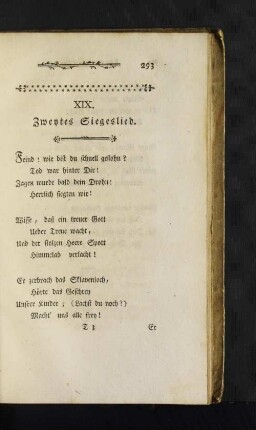 293
XIX.
Zweytes Siegeslied.
Feind! wie bist du schnell geflohn!
Tod war hinter Dir!
Zagen wurde bald dein Drohn:
Herrlich siegten wir!
Wisse, daß ein treuer Gott
Ueber Treue wacht,
Und der stolzen Heere Spott
Himmelab verlacht!
Er zerbrach das Sklavenjoch,
Hörte das Geschrey
Unsrer Kinder; (Lachst du noch?)
Macht' uns alle frey!
T 3
Er